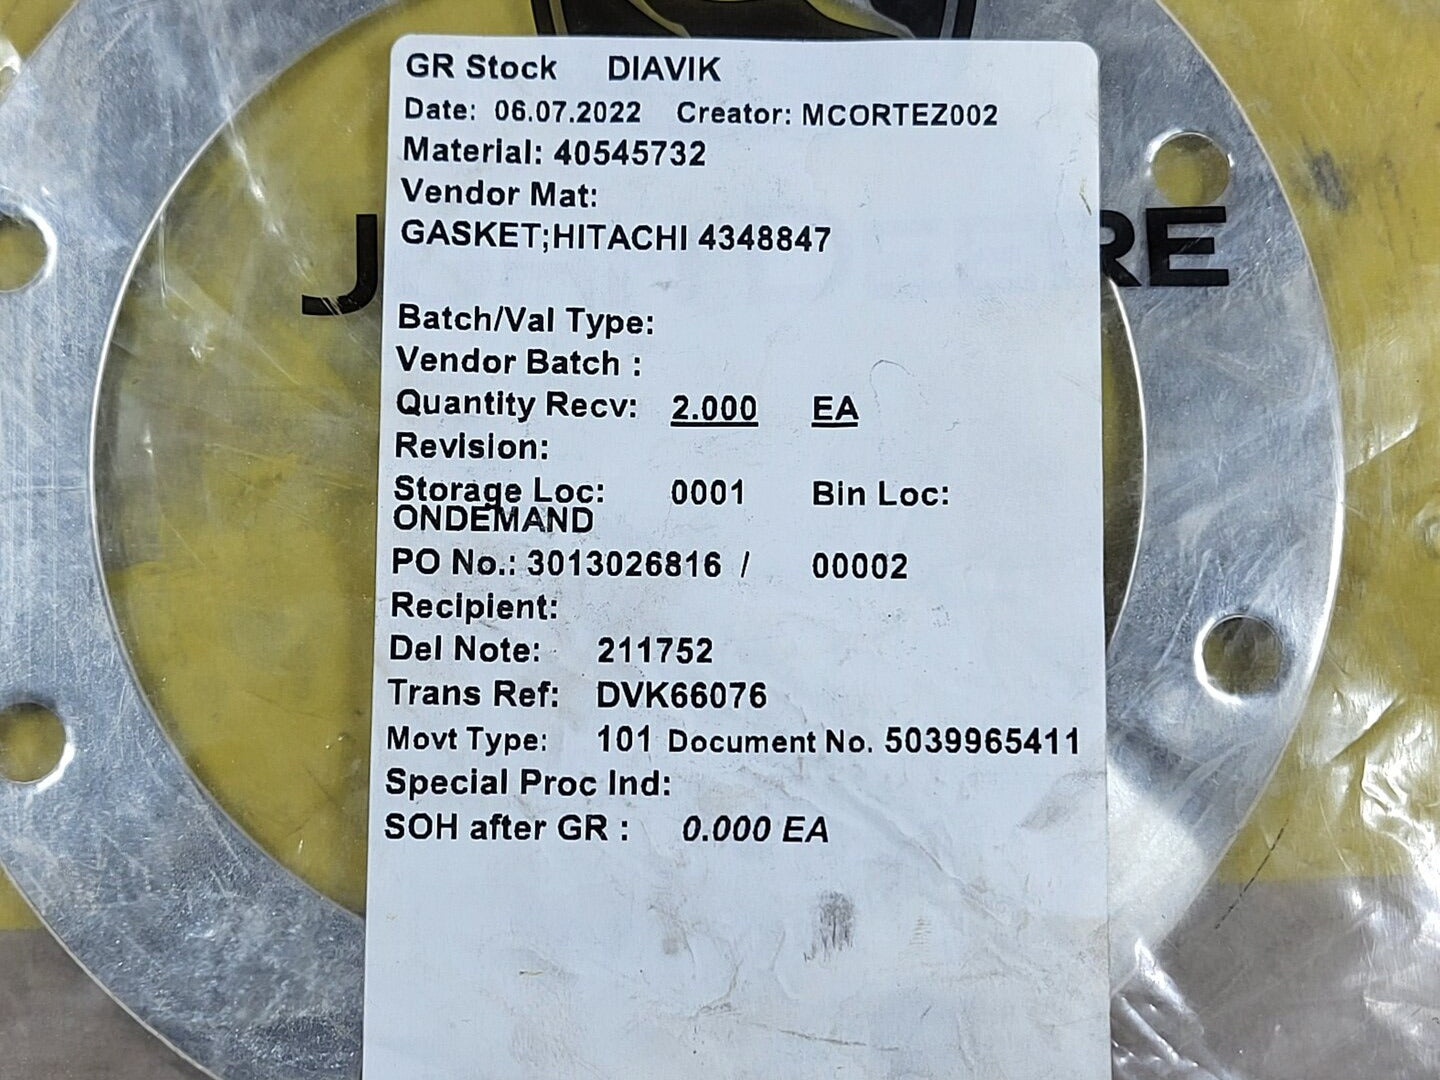 GR Stock DIAVIK
Date: 06.07.2022 Creator: MCORTEZ002
Material: 40545732
Vendor Mat:
GASKET;HITACHI 4348847
Batch/Val Type:
Vendor Batch :
Quantity Recv: 2.000 EA
Revision:
Storage Loc: 0001 Bin Loc:
ONDEMAND
PO No.: 3013026816 / 00002
Recipient:
Del Note: 211752
Trans Ref: DVK66076
Movt Type: 101 Document No. 5039965411
Special Proc Ind:
SOH after GR : 0.000 EA